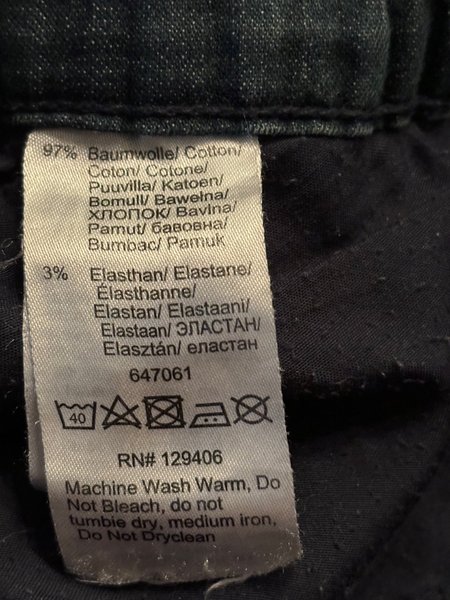 97% Baumwolle/ Cotton/
Coton/ Cotone/
Puuvilla/ Katoen/
Bomull/ Bawełna/
ХЛОПОК/ Bavlna/
Pamut/ бавовна/
Bumbac/ Pamuk
3% Elasthan/ Elastane/
Élasthanne/
Elastan/ Elastaani/
Elastaan/ ЭЛАСТАН/
Elasztán/ еластан
647061
40
RN# 129406
Machine Wash Warm, Do
Not Bleach, do not
tumble dry, medium iron,
Do Not Dryclean